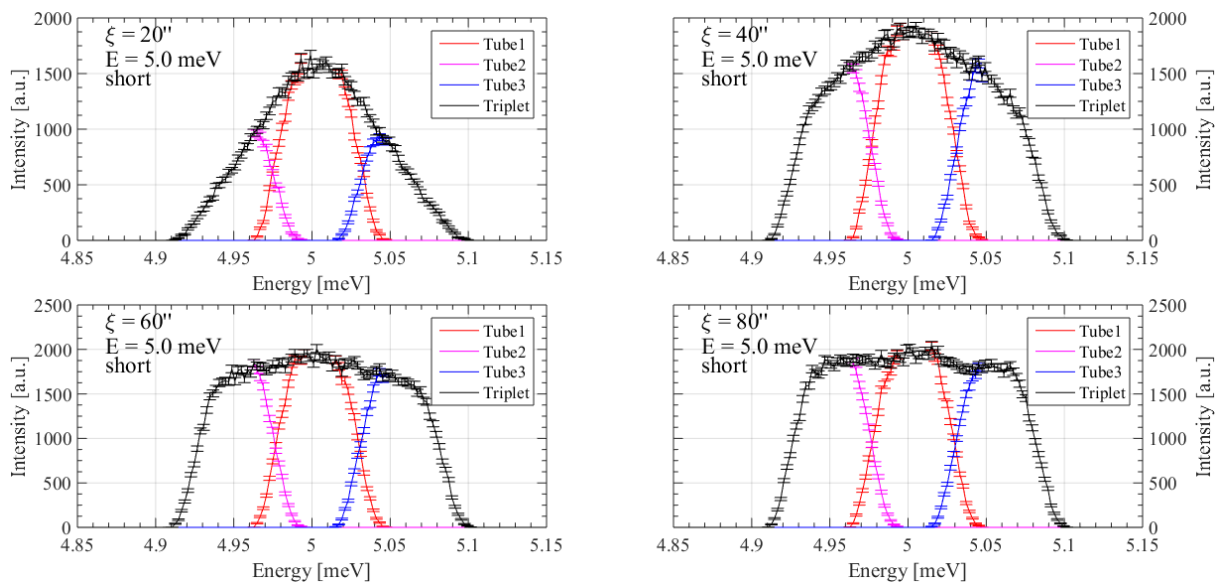 2000
1500
1000
500
0
Intensity [a.u.]
ξ = 20"
E = 5.0 meV
short
Tube1
Tube2
Tube3
Triplet
4.85 4.9 4.95 5 5.05 5.1 5.15
Energy [meV]
ξ = 40"
E = 5.0 meV
short
Tube1
Tube2
Tube3
Triplet
2000
1500
1000
500
0
Intensity [a.u.]
4.85 4.9 4.95 5 5.05 5.1 5.15
Energy [meV]
2500
2000
1500
1000
500
0
Intensity [a.u.]
ξ = 60"
E = 5.0 meV
short
Tube1
Tube2
Tube3
Triplet
4.85 4.9 4.95 5 5.05 5.1 5.15
Energy [meV]
ξ = 80"
E = 5.0 meV
short
Tube1
Tube2
Tube3
Triplet
2500
2000
1500
1000
500
0
Intensity [a.u.]
4.85 4.9 4.95 5 5.05 5.1 5.15
Energy [meV]